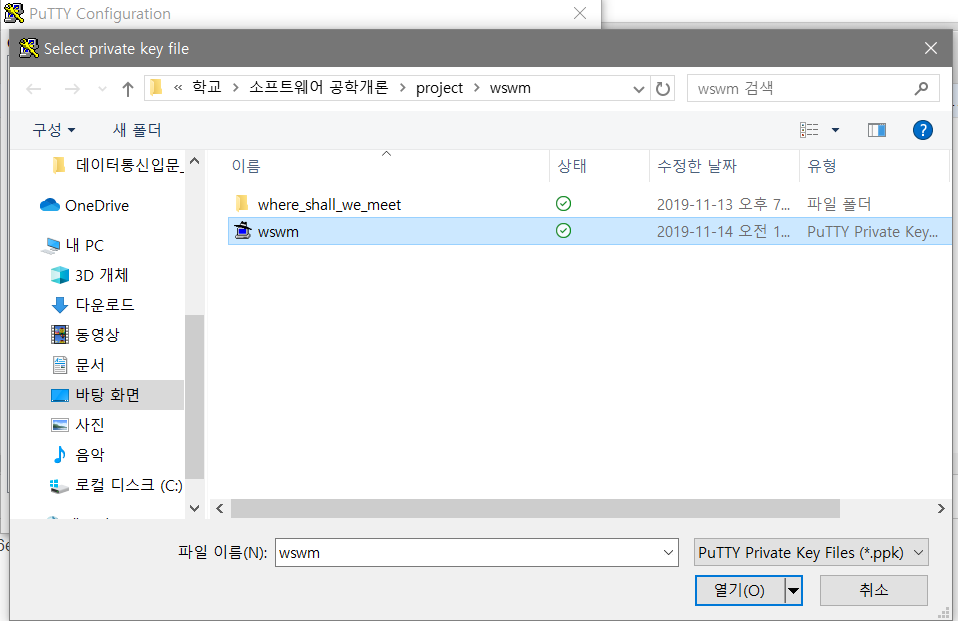 PuTTY Configuration
Select private key file
« 학교 > 소프트웨어 공학개론 > project > wswm
wswm 검색
구성 새 폴더
데이터통신입문_
OneDrive
내 PC
3D 개체
다운로드
동영상
문서
바탕 화면
사진
음악
로컬 디스크 (C:)
이름 상태 수정한 날짜 유형
where_shall_we_meet 2019-11-13 오후 7... 파일 폴더
wswm 2019-11-14 오전 1... PuTTY Private Key...
파일 이름(N): wswm PuTTY Private Key Files (*.ppk)
열기(O) 취소